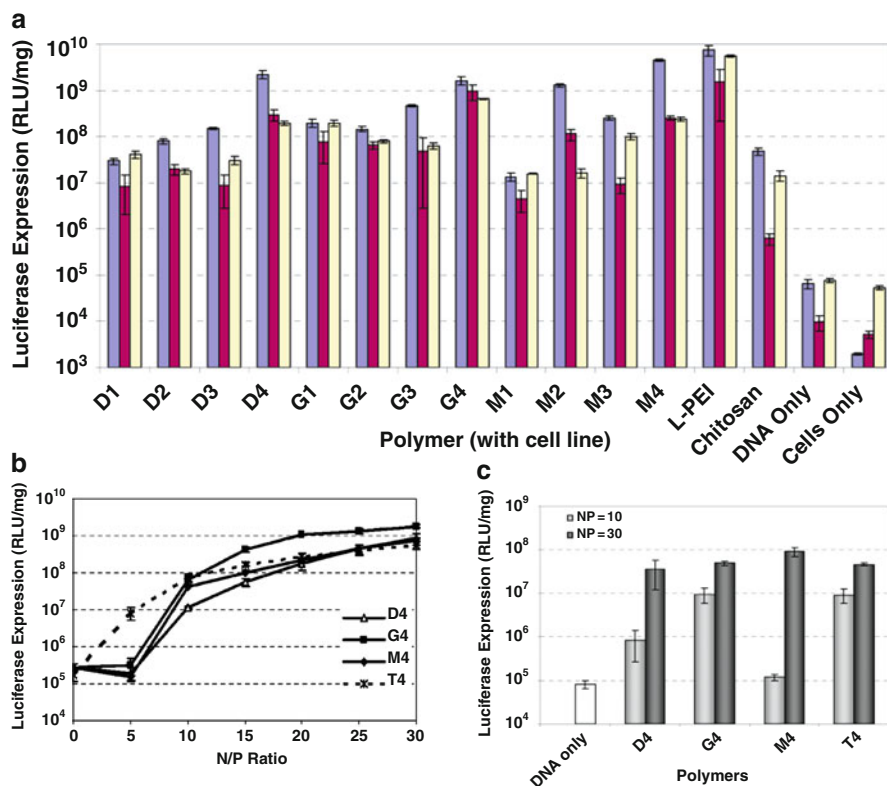 a
Luciferase Expression (RLU/mg)
10^10
10^9
10^8
10^7
10^6
10^5
10^4
10^3
D1 D2 D3 D4 G1 G2 G3 G4 M1 M2 M3 M4 L-PEI Chitosan DNA Only Cells Only
Polymer (with cell line)
b
Luciferase Expression (RLU/mg)
10^10
10^9
10^8
10^7
10^6
10^5
10^4
D4
G4
M4
T4
0 5 10 15 20 25 30
N/P Ratio
c
Luciferase Expression (RLU/mg)
10^9
10^8
10^7
10^6
10^5
10^4
NP = 10
NP = 30
DNA only D4 G4 M4 T4
Polymers